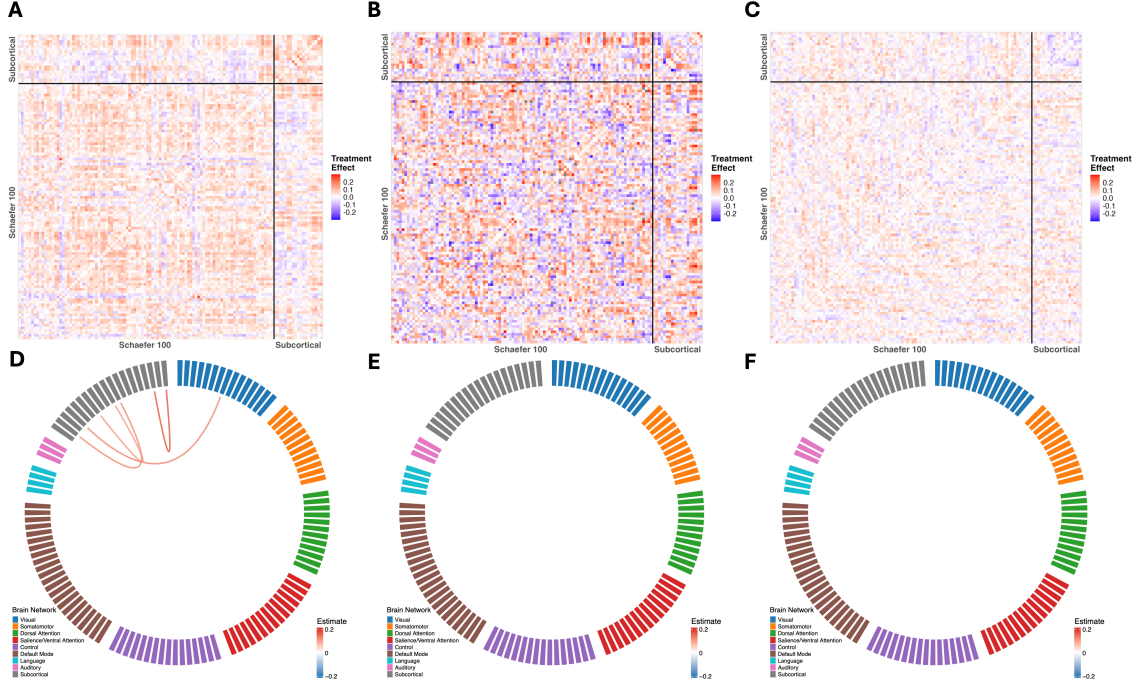 A
B
C
Subcortical
Schaefer 100
Schaefer 100
Subcortical
Treatment
Effect
0.2
0.1
0.0
-0.1
-0.2
Subcortical
Schaefer 100
Schaefer 100
Subcortical
Treatment
Effect
0.2
0.1
0.0
-0.1
-0.2
Subcortical
Schaefer 100
Schaefer 100
Subcortical
Treatment
Effect
0.2
0.1
0.0
-0.1
-0.2
D
E
F
Brain Network
Visual
Somatomotor
Dorsal Attention
Salience/Ventral Attention
Control
Default Mode
Language
Auditory
Subcortical
Estimate
0.2
0
-0.2
Brain Network
Visual
Somatomotor
Dorsal Attention
Salience/Ventral Attention
Control
Default Mode
Language
Auditory
Subcortical
Estimate
0.2
0
-0.2
Brain Network
Visual
Somatomotor
Dorsal Attention
Salience/Ventral Attention
Control
Default Mode
Language
Auditory
Subcortical
Estimate
0.2
0
-0.2